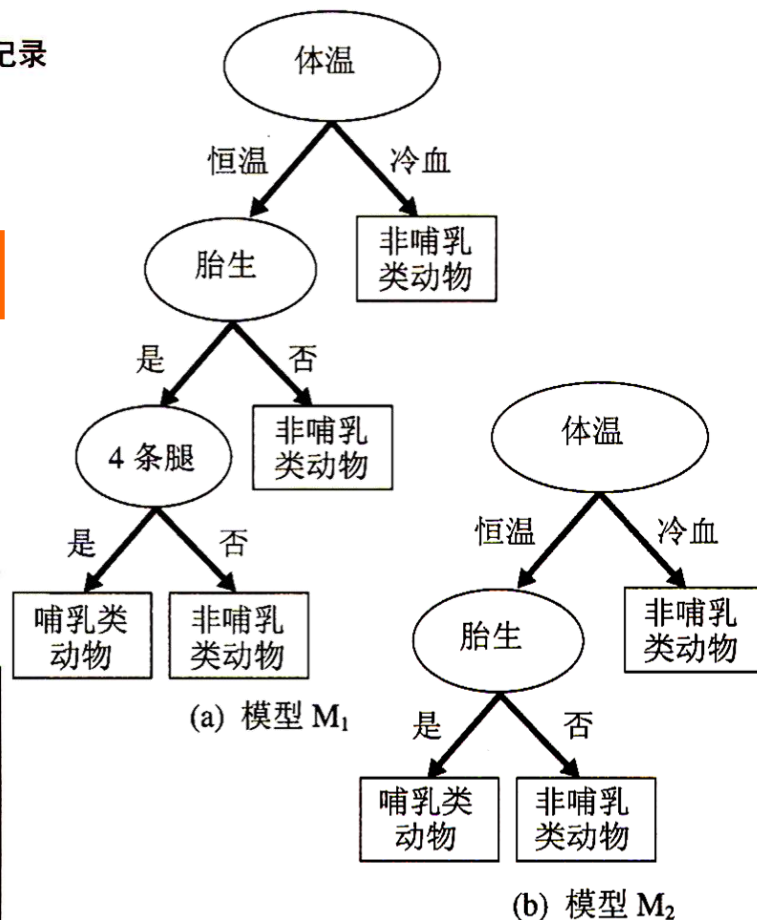 记录
体温
恒温
冷血
胎生
非哺乳
类动物
是
否
4 条腿
非哺乳
类动物
是
否
哺乳类
动物
非哺乳
类动物
(a) 模型 M₁
体温
恒温
冷血
胎生
非哺乳
类动物
是
否
哺乳类
动物
非哺乳
类动物
(b) 模型 M₂